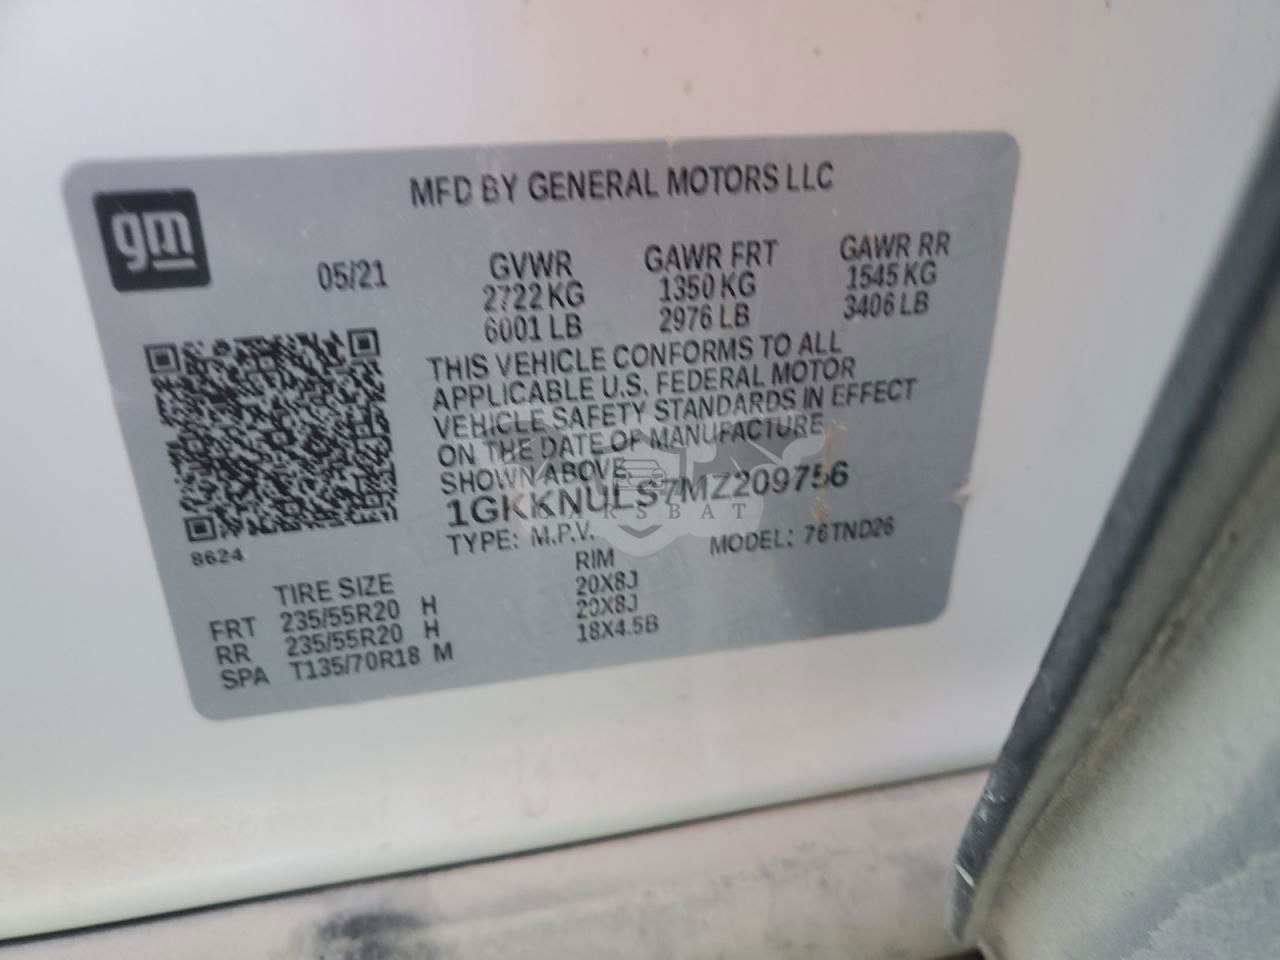 MFD BY GENERAL MOTORS LLC
gm
05/21
GVWR GAWR FRT GAWR RR
2722 KG 1350 KG 1545 KG
6001 LB 2976 LB 3406 LB
THIS VEHICLE CONFORMS TO ALL
APPLICABLE U.S. FEDERAL MOTOR
VEHICLE SAFETY STANDARDS IN EFFECT
ON THE DATE OF MANUFACTURE
SHOWN ABOVE.
1GKKNULS7MZ209756
ARSBAT
8624
TYPE: M.P.V. MODEL: 76TND26
TIRE SIZE RIM
FRT 235/55R20 H 20X8J
RR 235/55R20 H 20X8J
SPA T135/70R18 M 18X4.5B